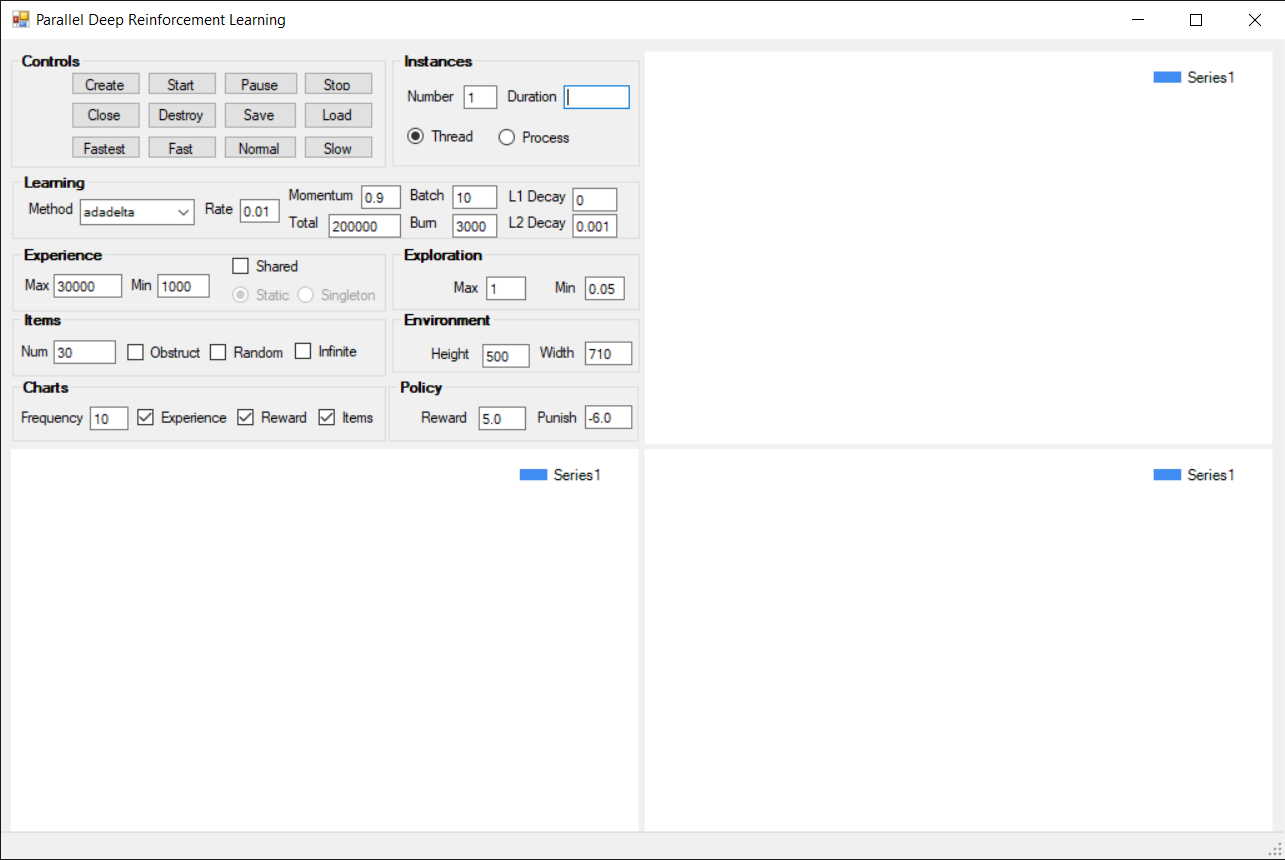 Parallel Deep Reinforcement Learning
Controls
Create Start Pause Stop
Close Destroy Save Load
Fastest Fast Normal Slow
Instances
Number 1 Duration
Thread Process
Learning
Method adadelta Rate 0.01 Momentum 0.9 Batch 10 L1 Decay 0
Total 200000 Burn 3000 L2 Decay 0.001
Experience
Max 30000 Min 1000 Shared
Static Singleton
Exploration
Max 1 Min 0.05
Items
Num 30 Obstruct Random Infinite
Environment
Height 500 Width 710
Charts
Frequency 10 Experience Reward Items
Policy
Reward 5.0 Punish -6.0
Series1
Series1
Series1